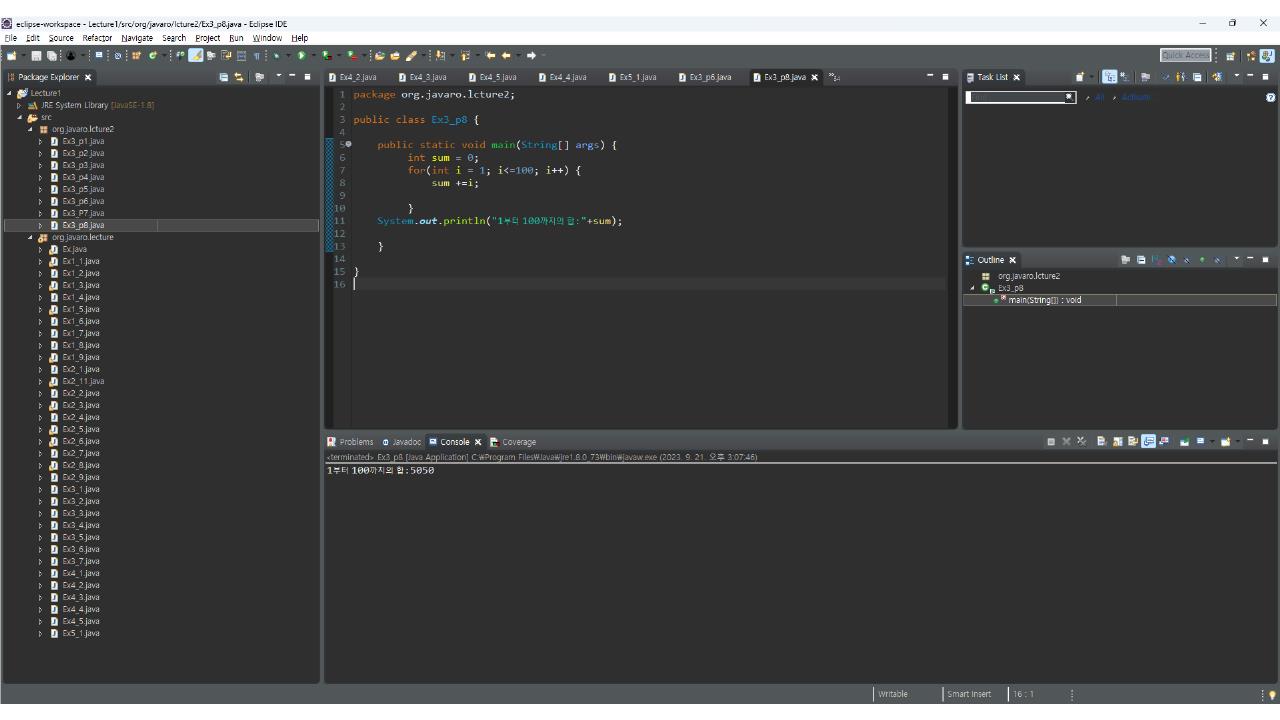 eclipse-workspace - Lecture1/src/org/javaro/lcture2/Ex3_p8.java - Eclipse IDE
File Edit Source Refactor Navigate Search Project Run Window Help
Quick Access
Package Explorer
Lecture1
JRE System Library [JavaSE-1.8]
src
org.javaro.lcture2
Ex3_p1.java
Ex3_p2.java
Ex3_p3.java
Ex3_p4.java
Ex3_p5.java
Ex3_p6.java
Ex3_P7.java
Ex3_p8.java
org.javaro.lecture
Ex.java
Ex1_1.java
Ex1_2.java
Ex1_3.java
Ex1_4.java
Ex1_5.java
Ex1_6.java
Ex1_7.java
Ex1_8.java
Ex1_9.java
Ex2_1.java
Ex2_11.java
Ex2_2.java
Ex2_3.java
Ex2_4.java
Ex2_5.java
Ex2_6.java
Ex2_7.java
Ex2_8.java
Ex2_9.java
Ex3_1.java
Ex3_2.java
Ex3_3.java
Ex3_4.java
Ex3_5.java
Ex3_6.java
Ex3_7.java
Ex4_1.java
Ex4_2.java
Ex4_3.java
Ex4_4.java
Ex4_5.java
Ex5_1.java
Ex4_2.java Ex4_3.java Ex4_5.java Ex4_4.java Ex5_1.java Ex3_p6.java Ex3_p8.java
1 package org.javaro.lcture2;
2
3 public class Ex3_p8 {
4
5 public static void main(String[] args) {
6 int sum = 0;
7 for(int i = 1; i<=100; i++) {
8 sum +=i;
9
10 }
11 System.out.println("1부터 100까지의 합:"+sum);
12
13 }
14
15 }
16
Task List
All Activate
Outline
org.javaro.lcture2
Ex3_p8
main(String[]) : void
Problems Javadoc Console Coverage
<terminated> Ex3_p8 [Java Application] C:₩Program Files₩Java₩jre1.8.0_73₩bin₩javaw.exe (2023. 9. 21. 오후 3:07:46)
1부터 100까지의 합:5050
Writable Smart Insert 16 : 1